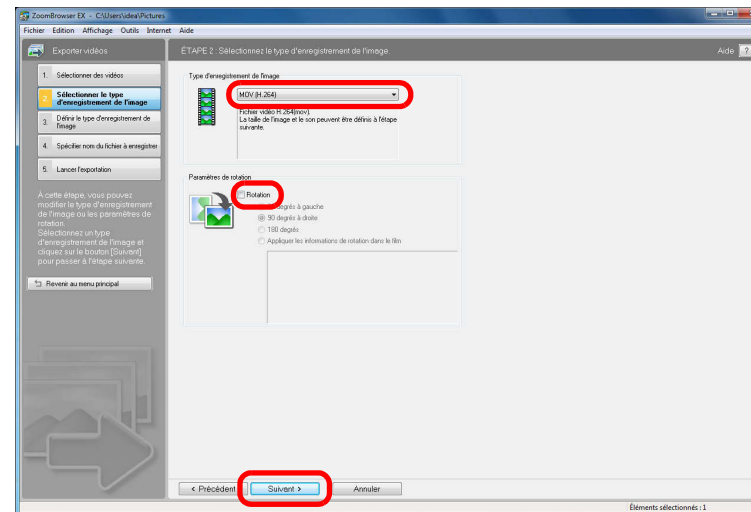 ZoomBrowser EX - C:\Users\idea\Pictures
Fichier Edition Affichage Outils Internet Aide
Exporter vidéos
ÉTAPE 2 : Sélectionnez le type d'enregistrement de l'image.
Aide ?
1. Sélectionner des vidéos
2. Sélectionner le type
d'enregistrement de l'image
3. Définir le type d'enregistrement de
l'image
4. Spécifier nom du fichier à enregistrer
5. Lancer l'exportation
À cette étape, vous pouvez
modifier le type d'enregistrement
de l'image ou les paramètres de
rotation.
Sélectionnez un type
d'enregistrement de l'image et
cliquez sur le bouton [Suivant]
pour passer à l'étape suivante.
Revenir au menu principal
Type d'enregistrement de l'image
MOV (H.264)
Fichier vidéo H.264(mov).
La taille de l'image et le son peuvent être définis à l'étape
suivante.
Paramètres de rotation
Rotation
degrés à gauche
90 degrés à droite
180 degrés
Appliquer les informations de rotation dans le film
< Précédent
Suivant >
Annuler
Éléments sélectionnés : 1